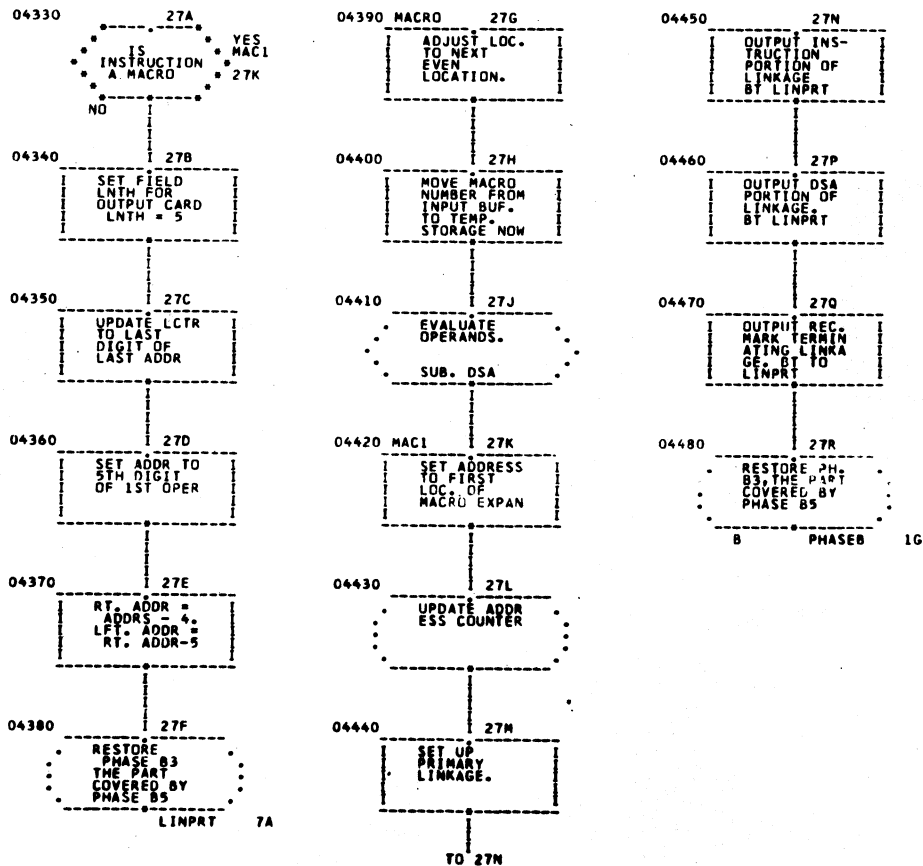 04330 27A
YES
MAC1
27K
IS
INSTRUCTION
A MACRO
NO
04340 27B
SET FIELD
LNTH FOR
OUTPUT CARD
LNTH = 5
04350 27C
UPDATE LCTR
TO LAST
DIGIT OF
LAST ADDR
04360 27D
SET ADDR TO
5TH DIGIT
OF 1ST OPER
04370 27E
RT. ADDR =
ADDRS - 4.
LFT. ADDR =
RT. ADDR-5
04380 27F
RESTORE
PHASE B3
THE PART
COVERED BY
PHASE B5
LINPRT 7A
04390 MACRO 27G
ADJUST LOC.
TO NEXT
EVEN
LOCATION.
04400 27H
MOVE MACRO
NUMBER FROM
INPUT BUF.
TO TEMP.
STORAGE NOW
04410 27J
EVALUATE
OPERANDS.
SUB. DSA
04420 MAC1 27K
SET ADDRESS
TO FIRST
LOC. OF
MACRO EXPAN
04430 27L
UPDATE ADDR
ESS COUNTER
04440 27M
SET UP
PRIMARY
LINKAGE.
TO 27N
04450 27N
OUTPUT INS-
TRUCTION
PORTION OF
LINKAGE
BT LINPRT
04460 27P
OUTPUT DSA
PORTION OF
LINKAGE.
BT LINPRT
04470 27Q
OUTPUT REC.
MARK TERMIN
ATING LINKA
GE. BT TO
LINPRT
04480 27R
RESTORE PH.
B3,THE PART
COVERED BY
PHASE B5
B PHASEB 1G